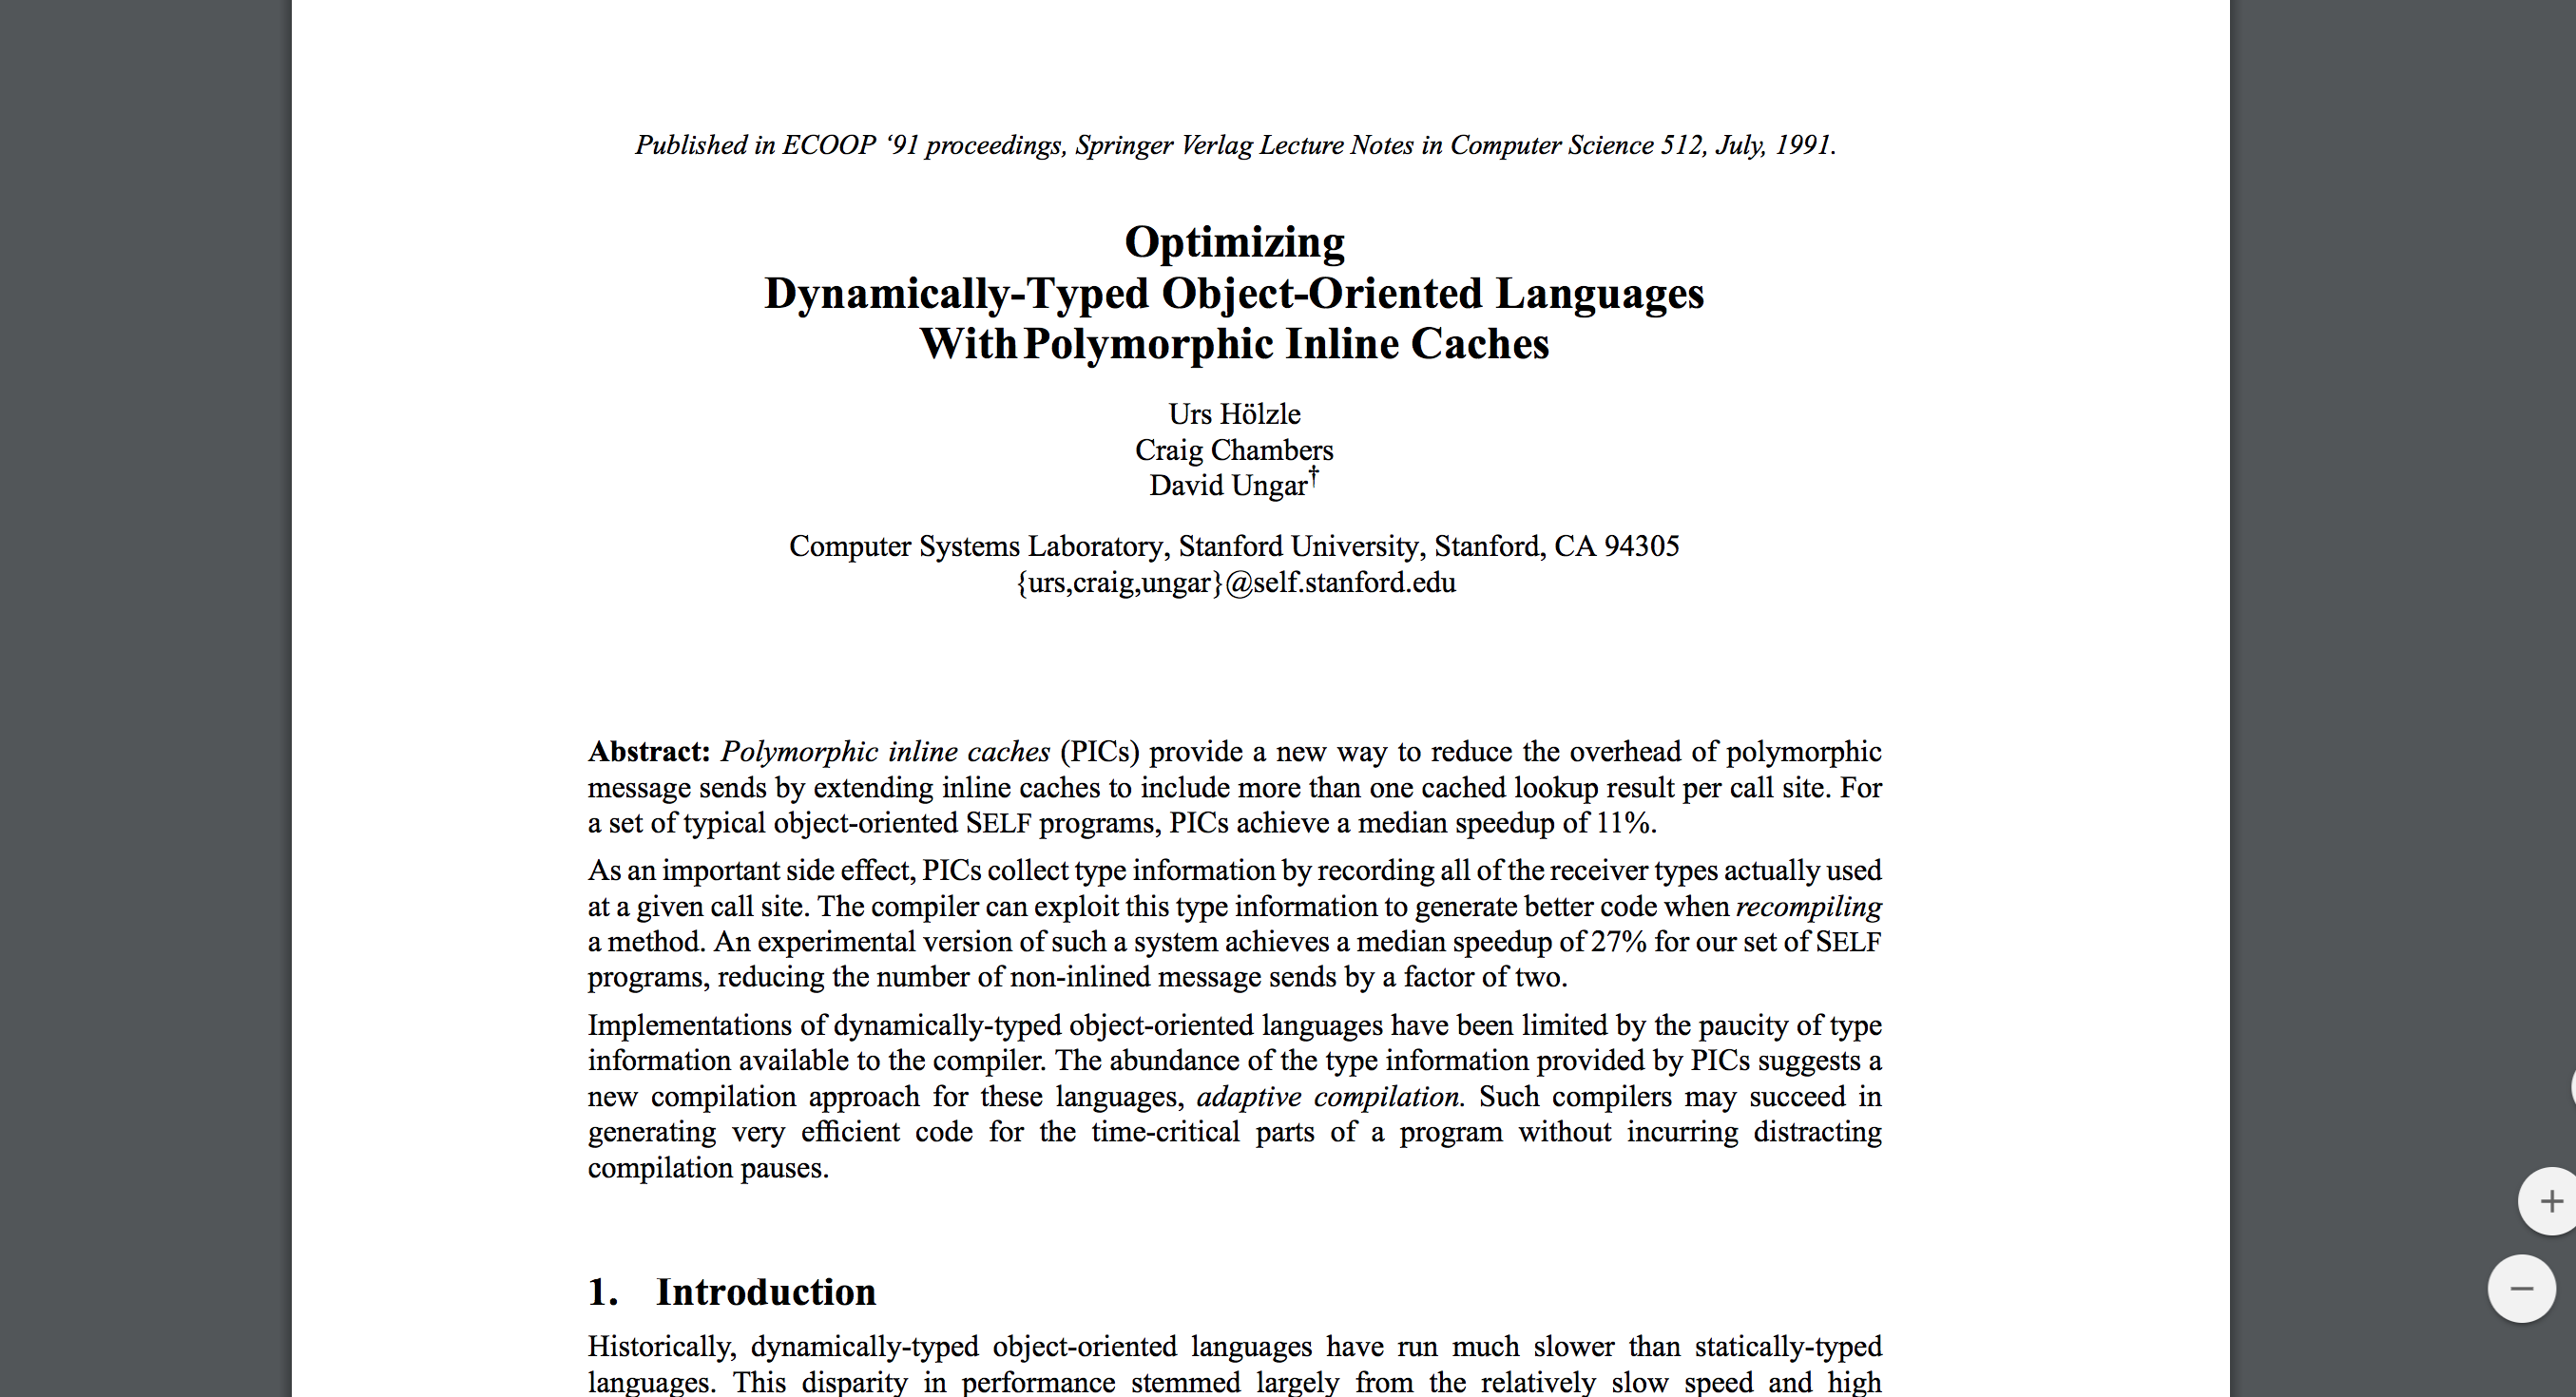 Published in ECOOP ‘91 proceedings, Springer Verlag Lecture Notes in Computer Science 512, July, 1991.
Optimizing
Dynamically-Typed Object-Oriented Languages
With Polymorphic Inline Caches
Urs Hölzle
Craig Chambers
David Ungar†
Computer Systems Laboratory, Stanford University, Stanford, CA 94305
{urs,craig,ungar}@self.stanford.edu
Abstract: Polymorphic inline caches (PICs) provide a new way to reduce the overhead of polymorphic
message sends by extending inline caches to include more than one cached lookup result per call site. For
a set of typical object-oriented SELF programs, PICs achieve a median speedup of 11%.
As an important side effect, PICs collect type information by recording all of the receiver types actually used
at a given call site. The compiler can exploit this type information to generate better code when recompiling
a method. An experimental version of such a system achieves a median speedup of 27% for our set of SELF
programs, reducing the number of non-inlined message sends by a factor of two.
Implementations of dynamically-typed object-oriented languages have been limited by the paucity of type
information available to the compiler. The abundance of the type information provided by PICs suggests a
new compilation approach for these languages, adaptive compilation. Such compilers may succeed in
generating very efficient code for the time-critical parts of a program without incurring distracting
compilation pauses.
1. Introduction
Historically, dynamically-typed object-oriented languages have run much slower than statically-typed
languages. This disparity in performance stemmed largely from the relatively slow speed and high